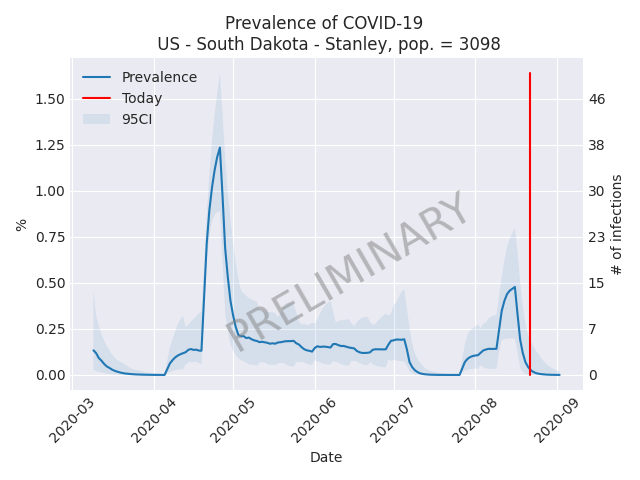 Prevalence of COVID-19
US - South Dakota - Stanley, pop. = 3098
Prevalence
Today
95CI
1.50
1.25
1.00
0.75
0.50
0.25
0.00
%
46
38
30
23
15
7
0
# of infections
PRELIMINARY
2020-03
2020-04
2020-05
2020-06
2020-07
2020-08
2020-09
Date